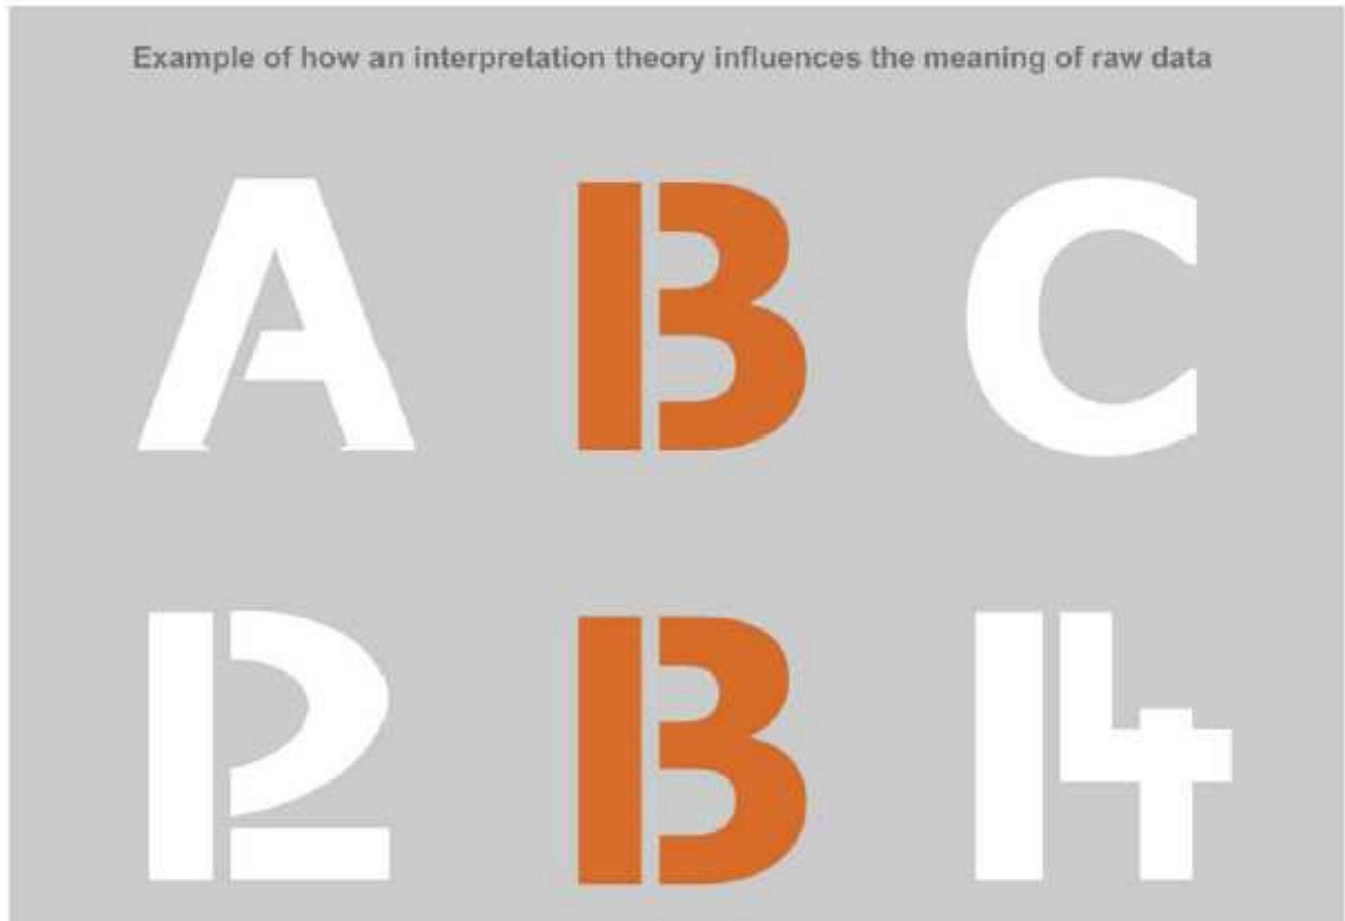 Example of how an interpretation theory influences the meaning of raw data
A B C
12 13 14